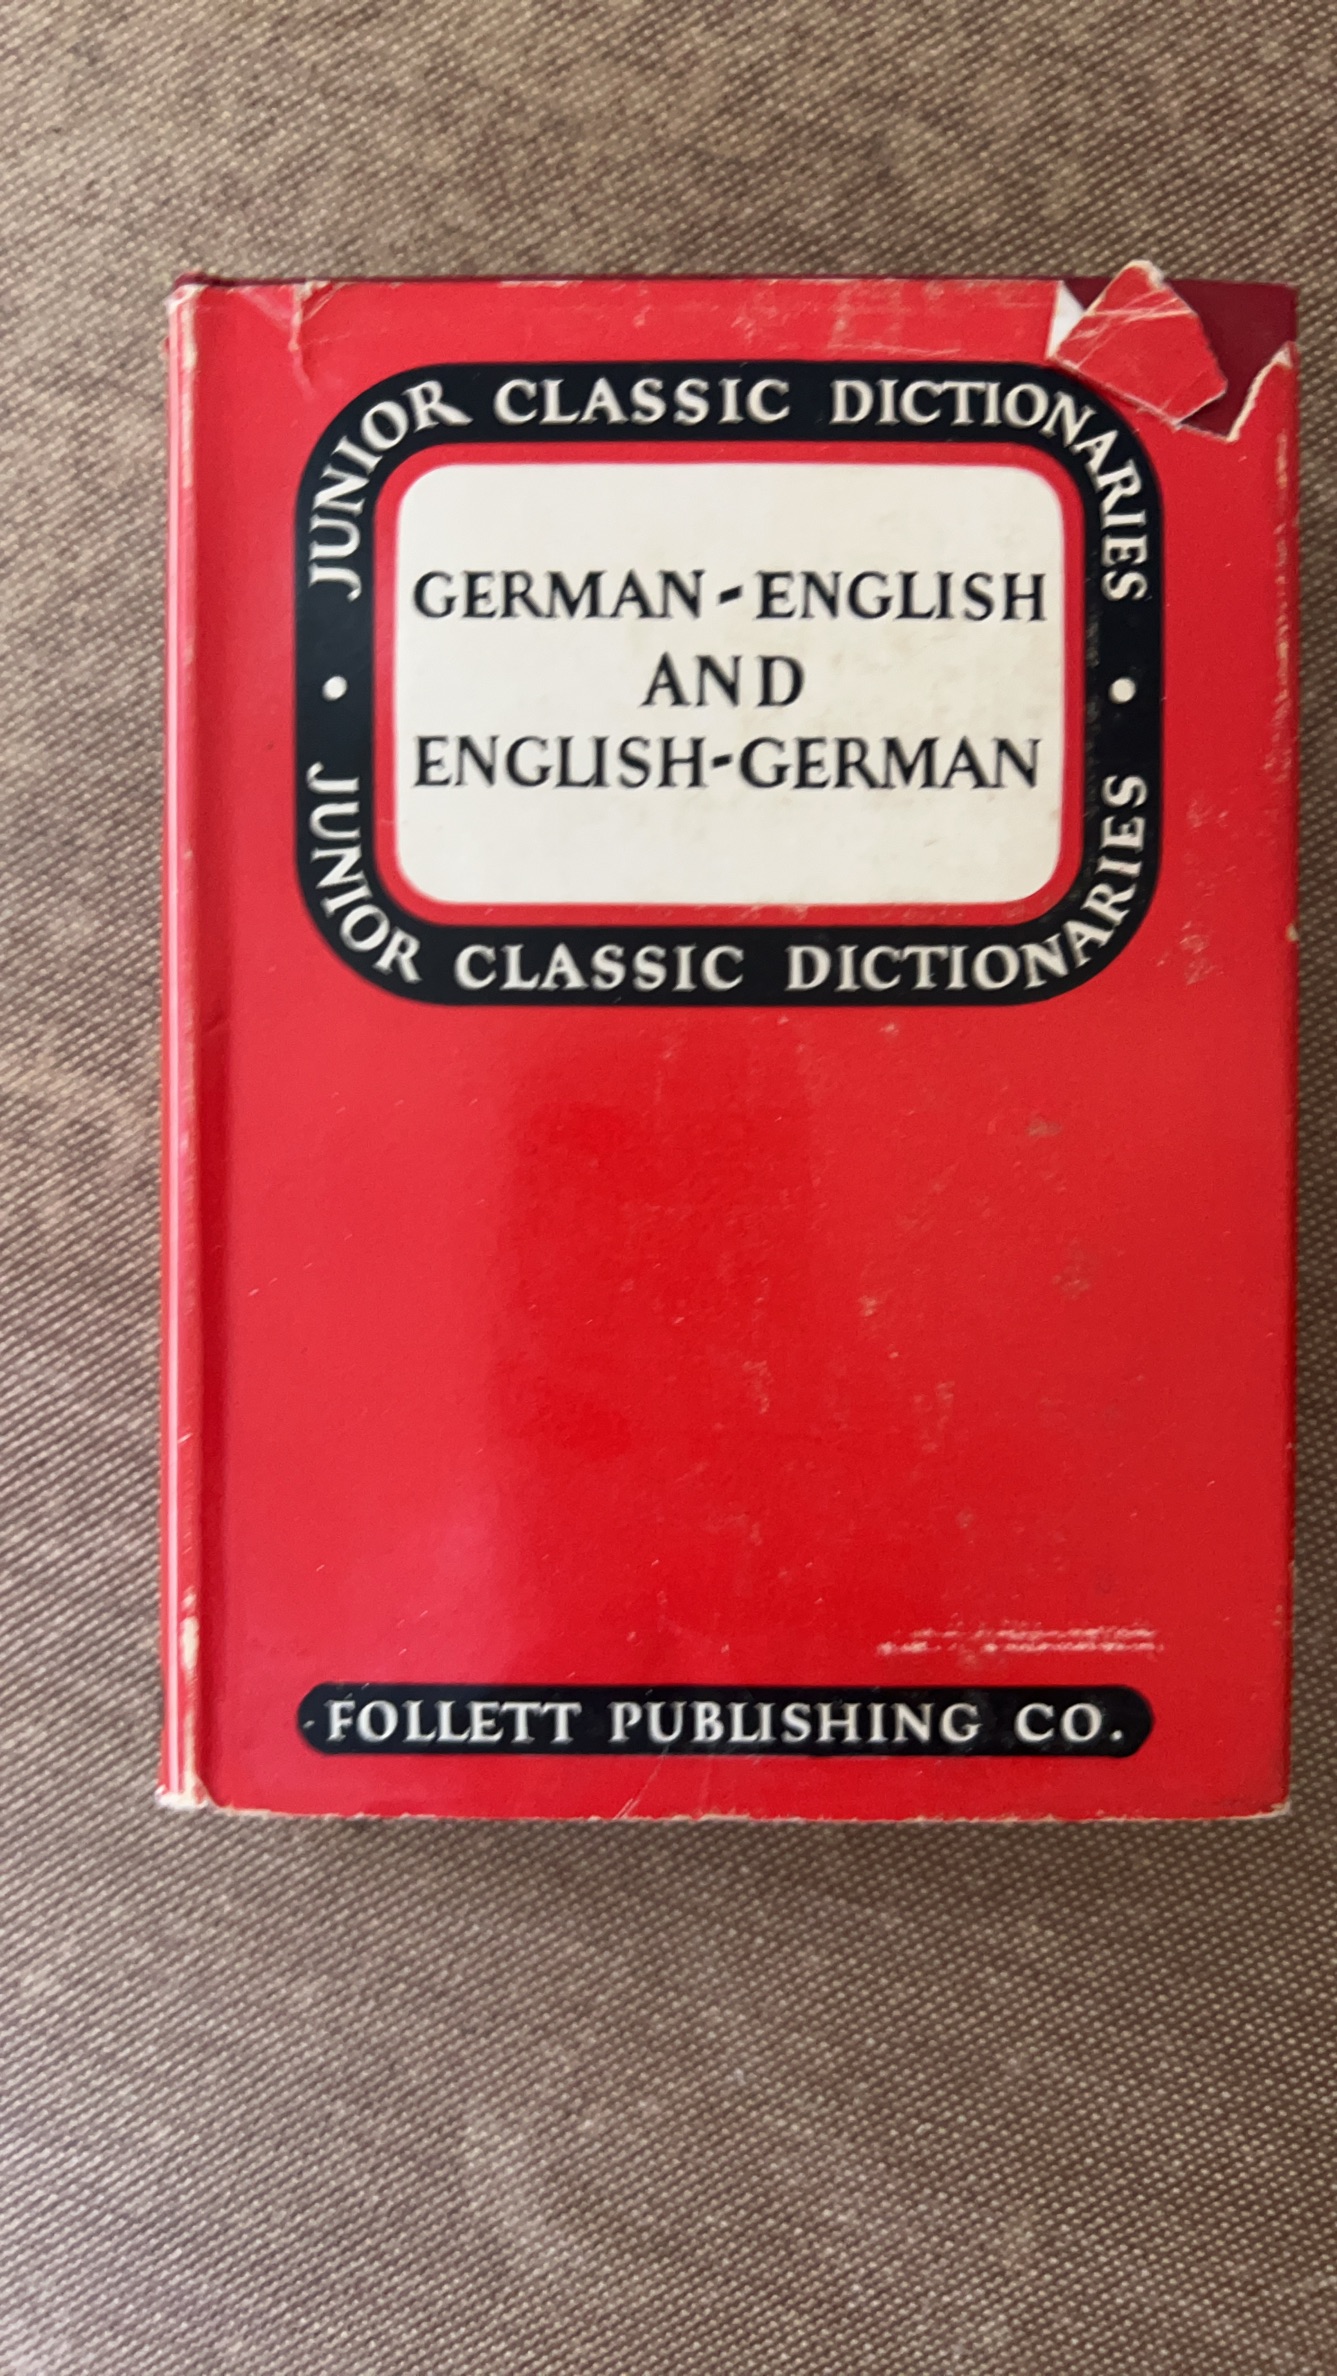 JUNIOR CLASSIC DICTIONARIES
GERMAN-ENGLISH
AND
ENGLISH-GERMAN
JUNIOR CLASSIC DICTIONARIES
FOLLETT PUBLISHING CO.